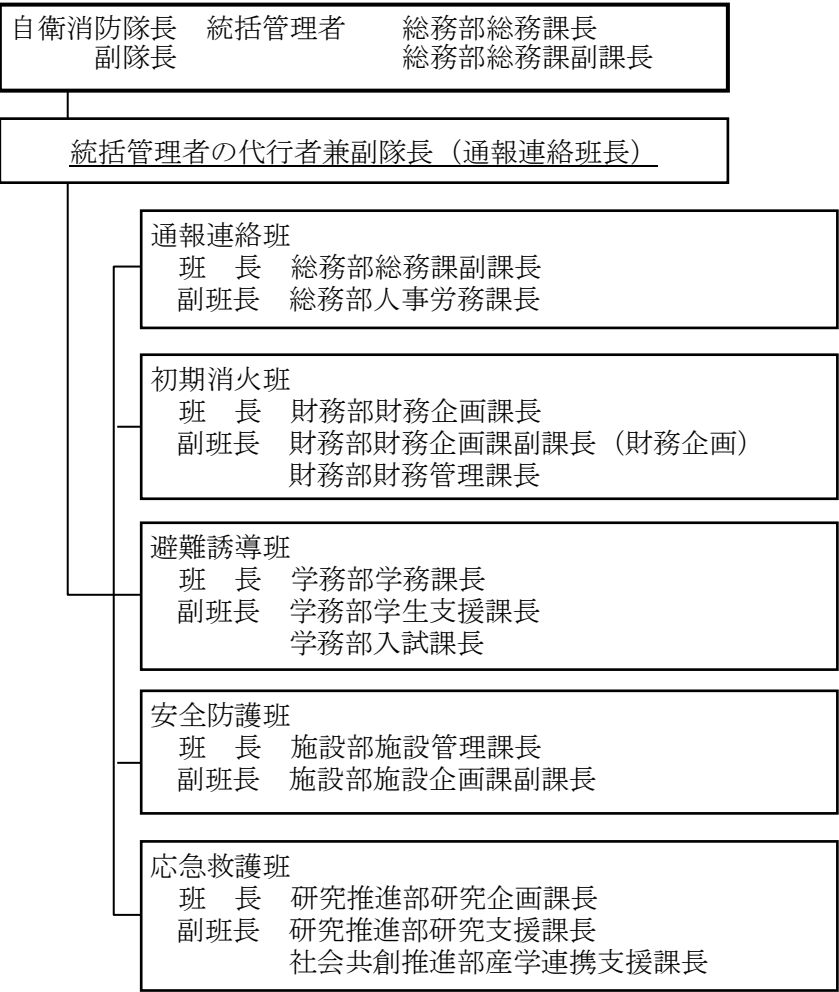 自衛消防隊長　統括管理者　　総務部総務課長
副隊長　　　　　　　　総務部総務課副課長
統括管理者の代行者兼副隊長（通報連絡班長）
通報連絡班
班　長　総務部総務課副課長
副班長　総務部人事労務課長
初期消火班
班　長　財務部財務企画課長
副班長　財務部財務企画課副課長（財務企画）
財務部財務管理課長
避難誘導班
班　長　学務部学務課長
副班長　学務部学生支援課長
学務部入試課長
安全防護班
班　長　施設部施設管理課長
副班長　施設部施設企画課副課長
応急救護班
班　長　研究推進部研究企画課長
副班長　研究推進部研究支援課長
社会共創推進部産学連携支援課長